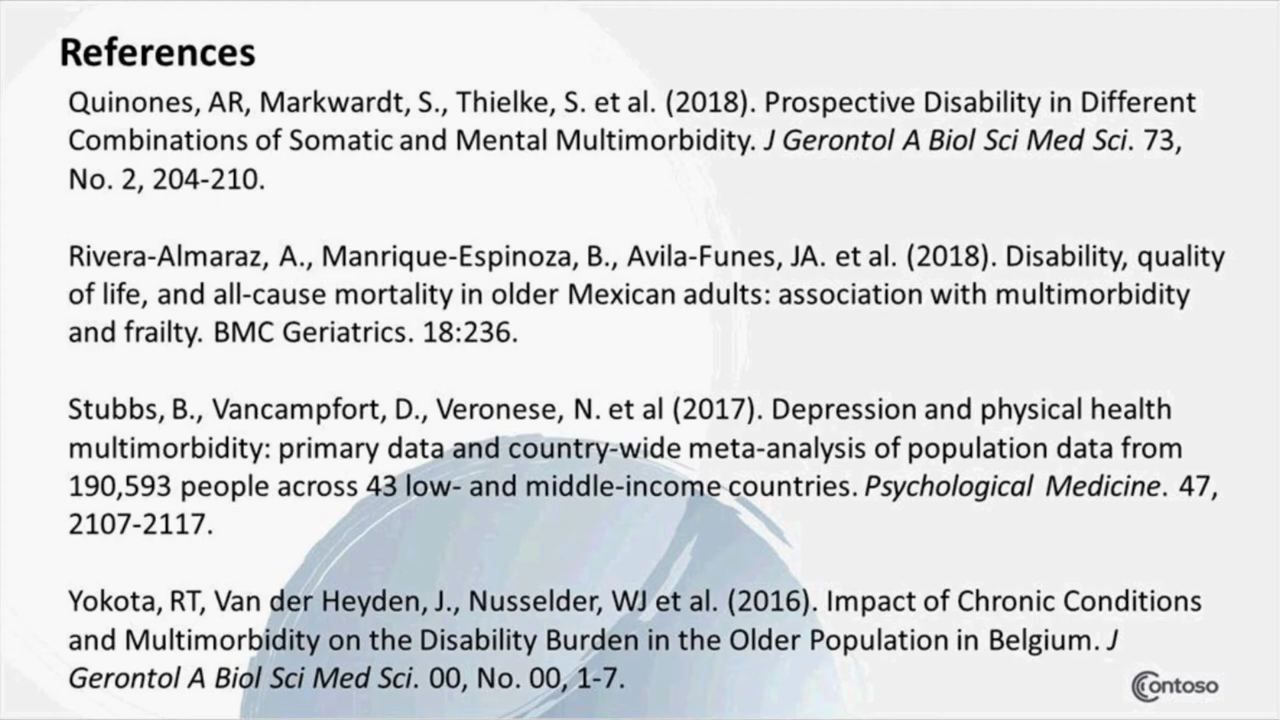 References
Quinones, AR, Markwardt, S., Thielke, S. et al. (2018). Prospective Disability in Different
Combinations of Somatic and Mental Multimorbidity. J Gerontol A Biol Sci Med Sci. 73,
No. 2, 204-210.
Rivera-Almaraz, A., Manrique-Espinoza, B., Avila-Funes, JA. et al. (2018). Disability, quality
of life, and all-cause mortality in older Mexican adults: association with multimorbidity
and frailty. BMC Geriatrics. 18:236.
Stubbs, B., Vancampfort, D., Veronese, N. et al (2017). Depression and physical health
multimorbidity: primary data and country-wide meta-analysis of population data from
190,593 people across 43 low- and middle-income countries. Psychological Medicine. 47,
2107-2117.
Yokota, RT, Van der Heyden, J., Nusselder, WJ et al. (2016). Impact of Chronic Conditions
and Multimorbidity on the Disability Burden in the Older Population in Belgium. J
Gerontol A Biol Sci Med Sci. 00, No. 00, 1-7.
Contoso